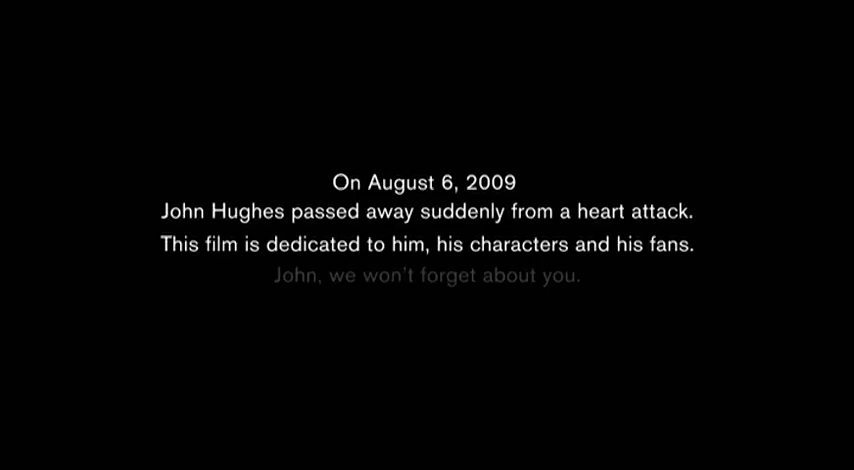 On August 6, 2009
John Hughes passed away suddenly from a heart attack.
This film is dedicated to him, his characters and his fans.
John, we won't forget about you.